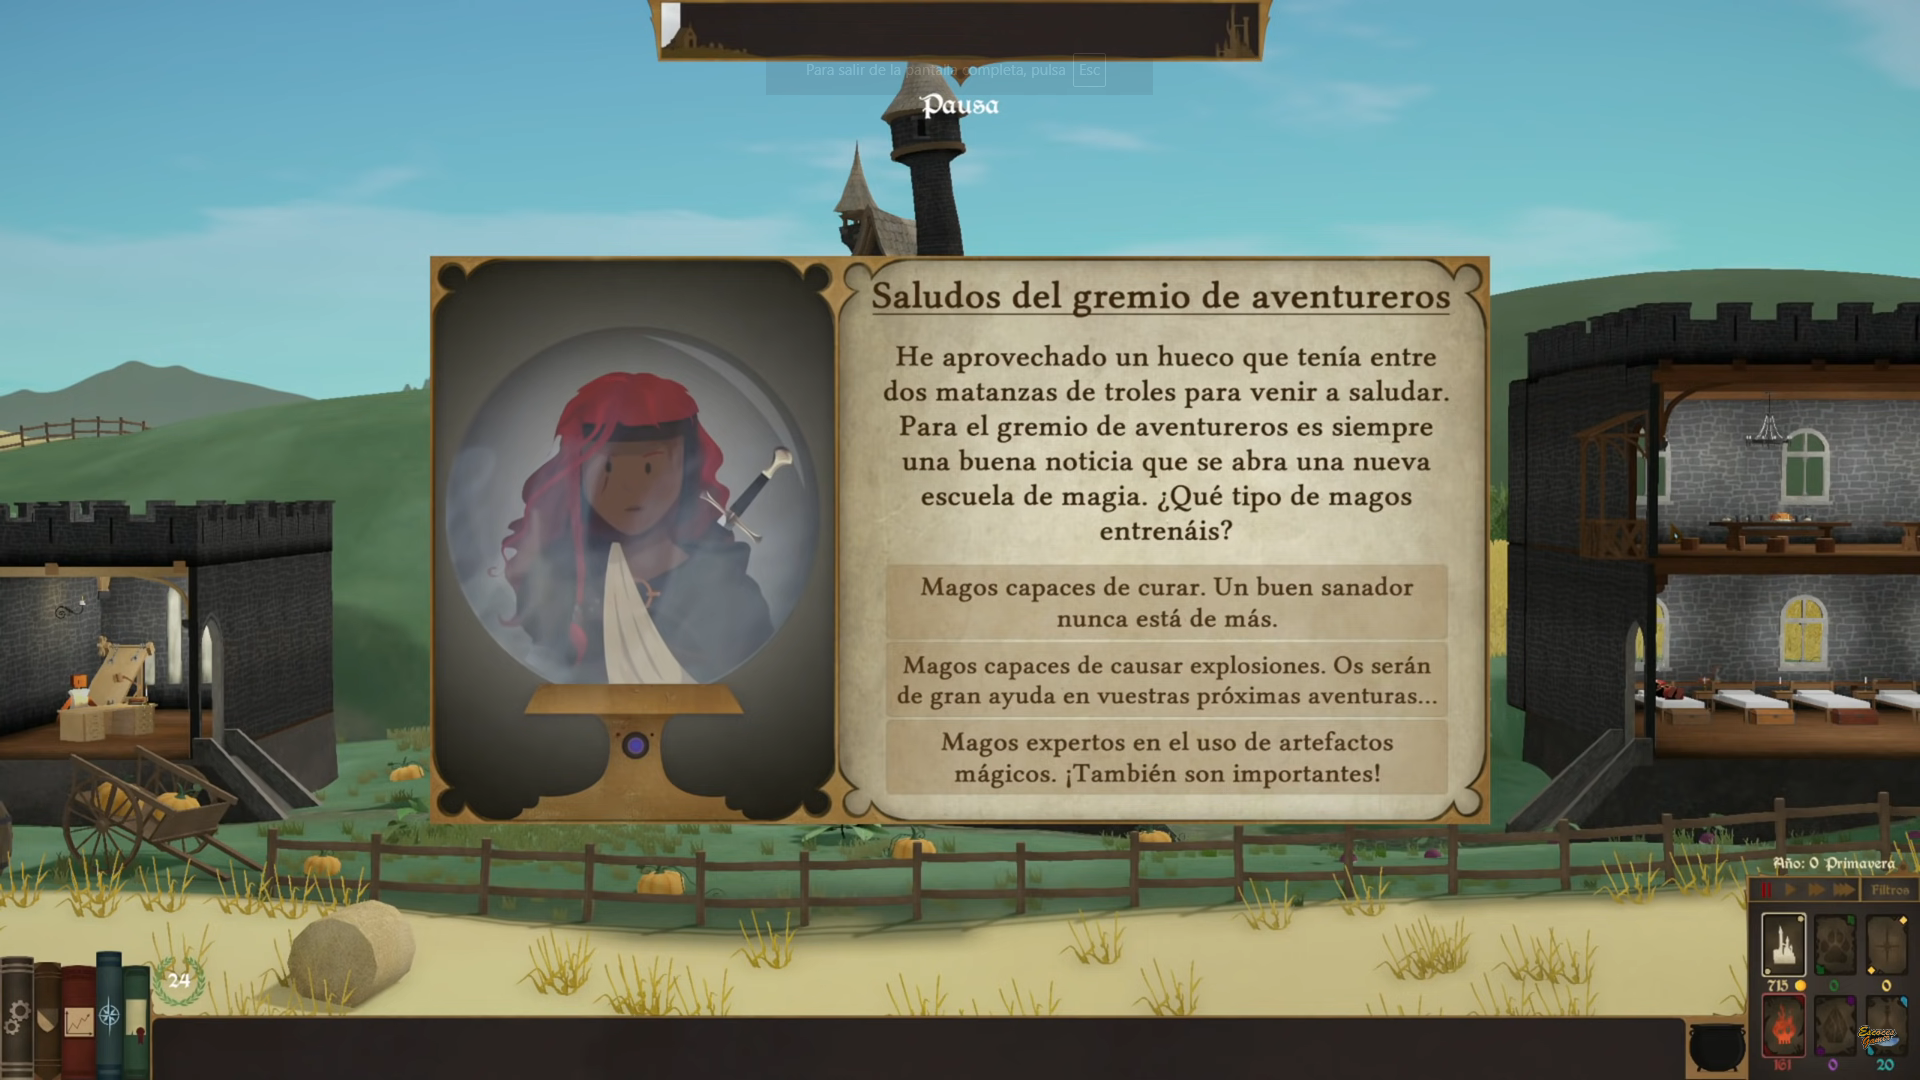 Para salir de la pantalla completa, pulsa Esc
Pausa
Saludos del gremio de aventureros
He aprovechado un hueco que tenía entre
dos matanzas de troles para venir a saludar.
Para el gremio de aventureros es siempre
una buena noticia que se abra una nueva
escuela de magia. ¿Qué tipo de magos
entrenáis?
Magos capaces de curar. Un buen sanador
nunca está de más.
Magos capaces de causar explosiones. Os serán
de gran ayuda en vuestras próximas aventuras...
Magos expertos en el uso de artefactos
mágicos. ¡También son importantes!
Año: 0 Primavera
Filtros
24
715
0
0
161
0
20
Escocés
Gamer